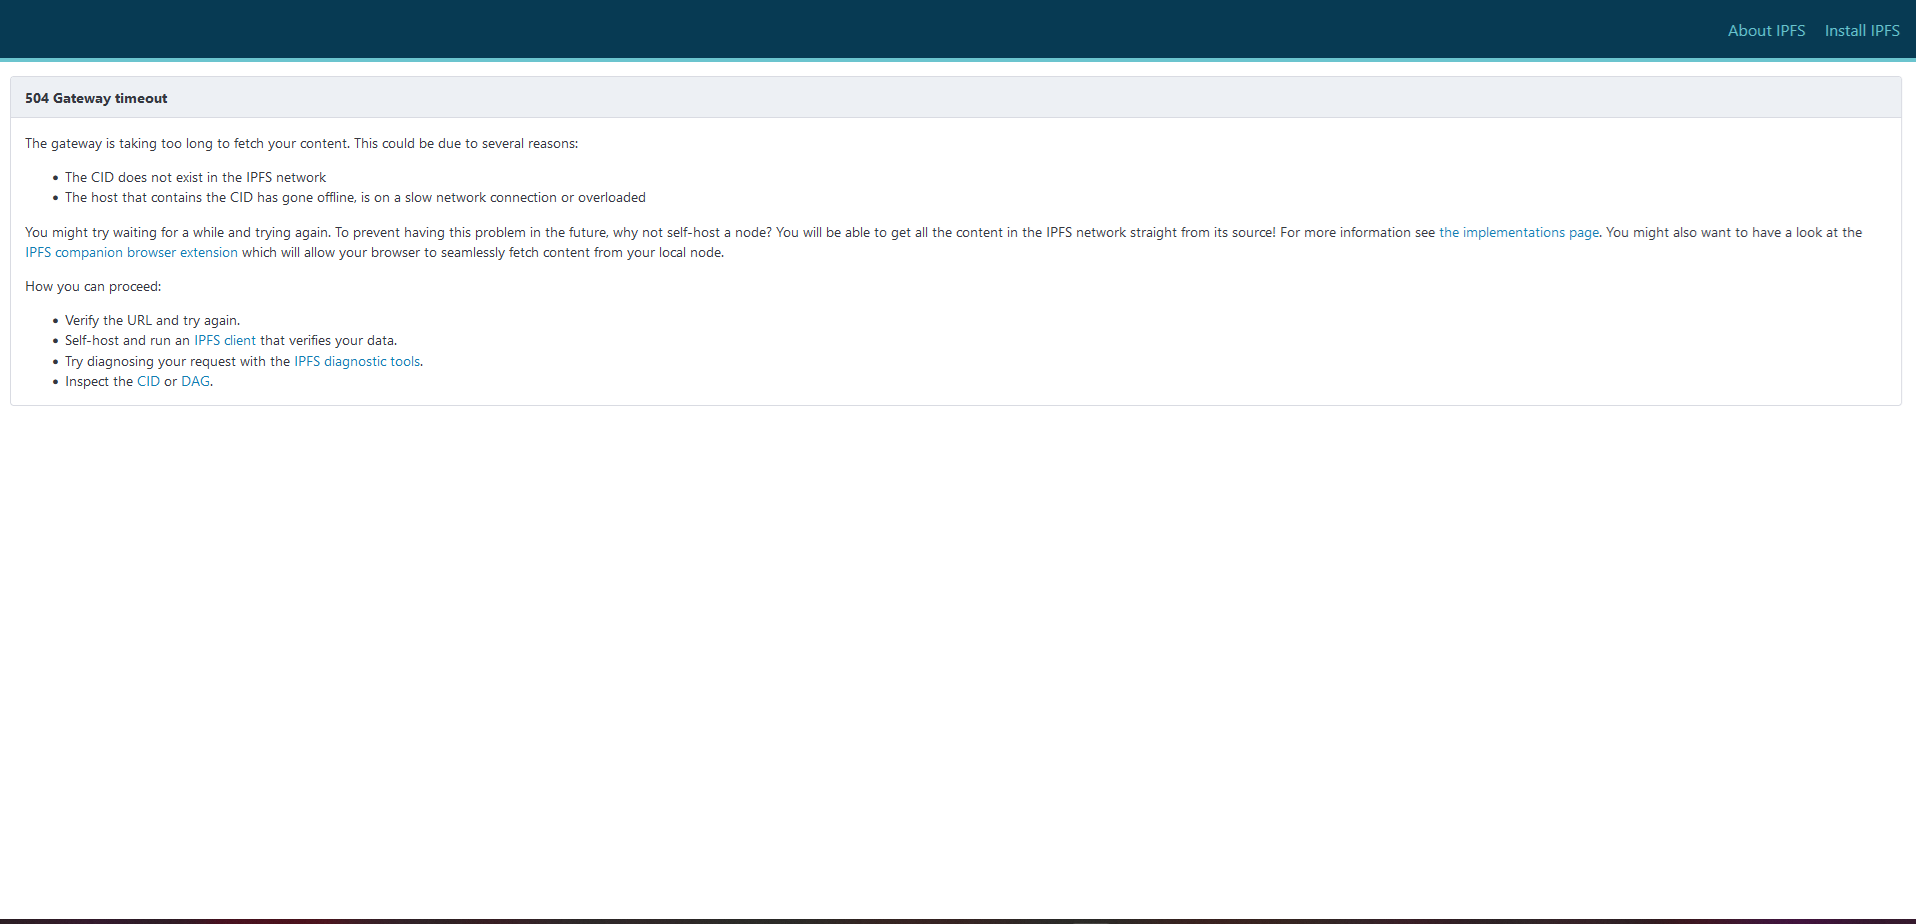 About IPFS Install IPFS
504 Gateway timeout
The gateway is taking too long to fetch your content. This could be due to several reasons:
• The CID does not exist in the IPFS network
• The host that contains the CID has gone offline, is on a slow network connection or overloaded
You might try waiting for a while and trying again. To prevent having this problem in the future, why not self-host a node? You will be able to get all the content in the IPFS network straight from its source! For more information see the implementations page. You might also want to have a look at the
IPFS companion browser extension which will allow your browser to seamlessly fetch content from your local node.
How you can proceed:
• Verify the URL and try again.
• Self-host and run an IPFS client that verifies your data.
• Try diagnosing your request with the IPFS diagnostic tools.
• Inspect the CID or DAG.